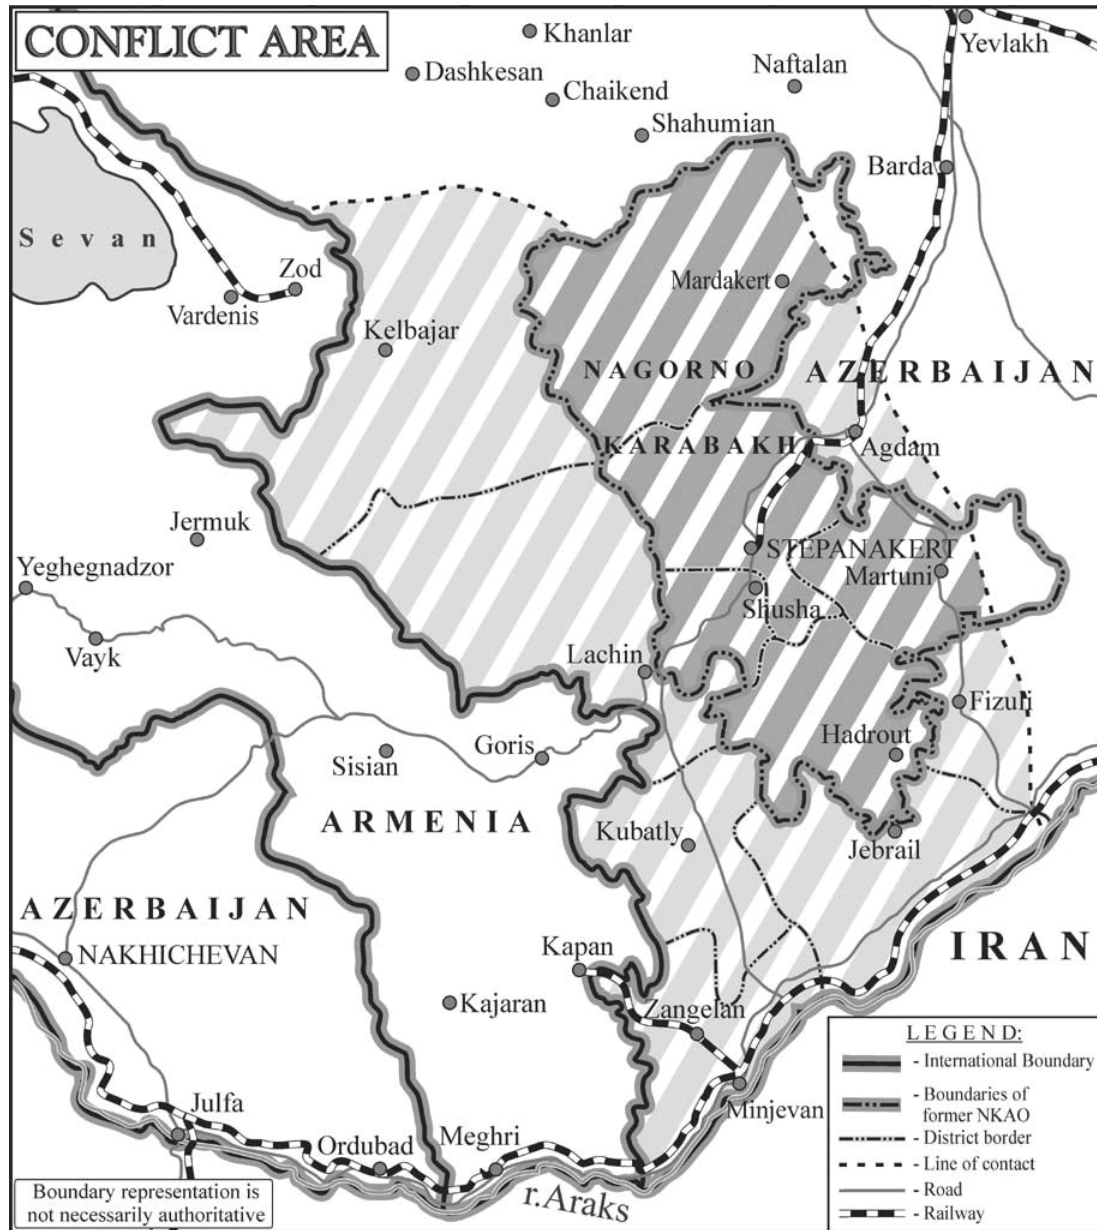 CONFLICT AREA
Khanlar
Yevlakh
Dashkesan
Naftalan
Chaikend
Shahumian
Barda
Sevan
Zod
Mardakert
Vardenis
Kelbajar
NAGORNO
AZERBAIJAN
KARABAKH
Agdam
Jermuk
STEPANAKERT
Yeghegnadzor
Martuni
Shusha
Vayk
Lachin
Fizuli
Hadrout
Goris
Sisian
ARMENIA
Kubatly
Jebrail
AZERBAIJAN
NAKHICHEVAN
Kapan
IRAN
Kajaran
Zangelan
Minjevan
Julfa
Ordubad
Meghri
r.Araks
LEGEND:
- International Boundary
- Boundaries of
former NKAO
- District border
- Line of contact
- Road
- Railway
Boundary representation is
not necessarily authoritative